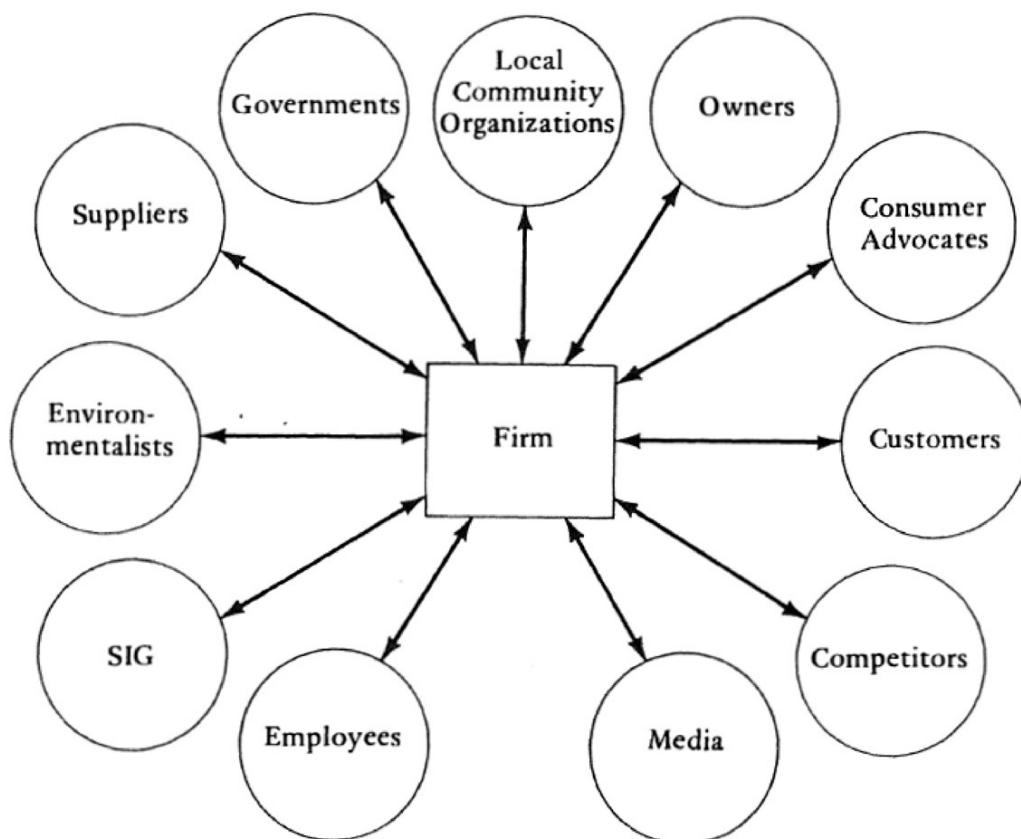 Local
Community
Organizations
Governments
Owners
Suppliers
Consumer
Advocates
Environ-
mentalists
Firm
Customers
SIG
Competitors
Employees
Media